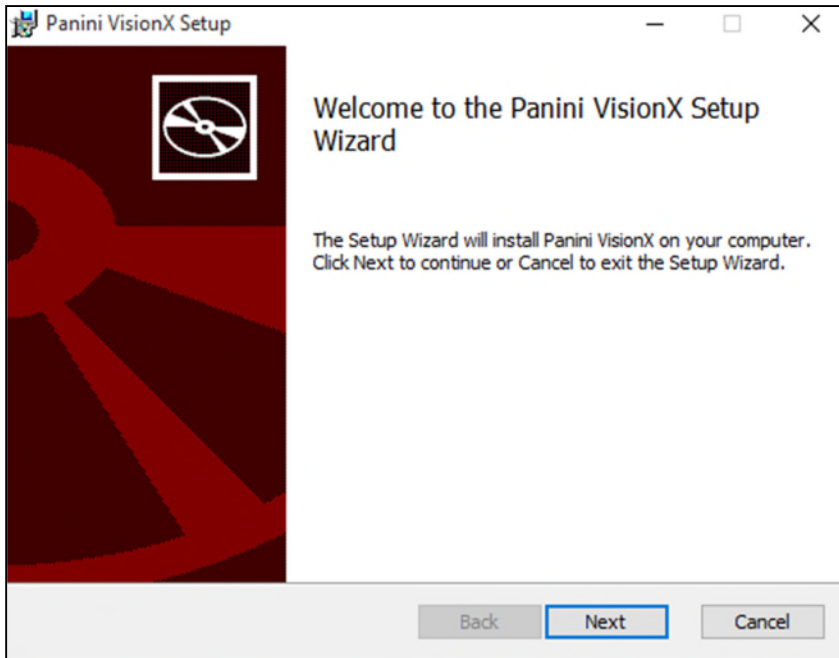 Panini VisionX Setup
Welcome to the Panini VisionX Setup
Wizard
The Setup Wizard will install Panini VisionX on your computer.
Click Next to continue or Cancel to exit the Setup Wizard.
Back Next Cancel